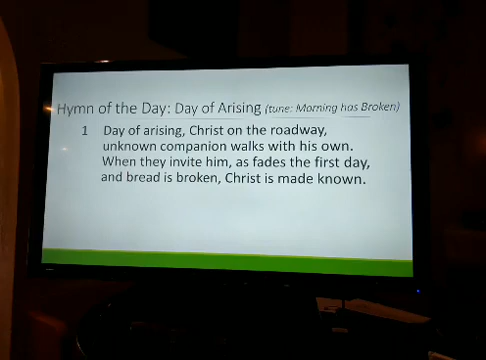 Hymn of the Day: Day of Arising (tune: Morning has Broken)
1 Day of arising, Christ on the roadway,
unknown companion walks with his own.
When they invite him, as fades the first day,
and bread is broken, Christ is made known.